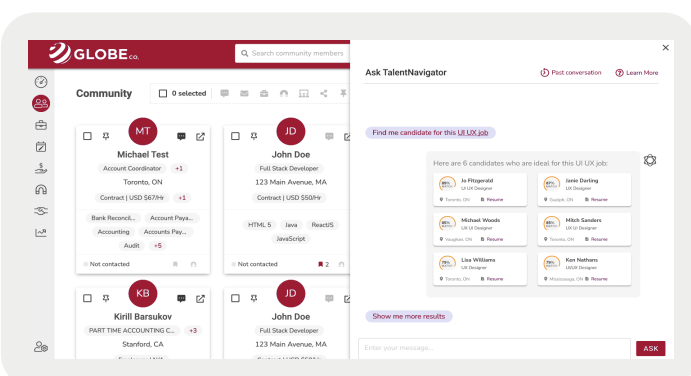 GLOBE co.
Search community members
Community
0 selected
MT
Michael Test
Account Coordinator +1
Toronto, ON
Contract | USD $67/Hr +1
Bank Reconcil... Account Paya...
Accounting Accounts Pay...
Audit +5
Not contacted
JD
John Doe
Full Stack Developer
123 Main Avenue, MA
Contract | USD $50/Hr
HTML 5 Java ReactJS
JavaScript
Not contacted 2
KB
Kirill Barsukov
PART TIME ACCOUNTING C... +3
Stanford, CA
JD
John Doe
Full Stack Developer
123 Main Avenue, MA
Contract | USD $50/Hr
Ask TalentNavigator
Past conversation
Learn More
Find me candidate for this UI UX job
Here are 6 candidates who are ideal for this UI UX job:
Jo Fitzgerald
UI UX Designer
Toronto, ON Resume
Janie Darling
UX Designer
Guelph, ON Resume
Michael Woods
UX UI Designer
Vaughan, ON Resume
Mitch Sanders
UX UI Designer
Toronto, ON Resume
Lisa Williams
UX Designer
Toronto, ON Resume
Ken Nathans
UX/UI Designer
Mississauga, ON Resume
Show me more results
Enter your message...
ASK